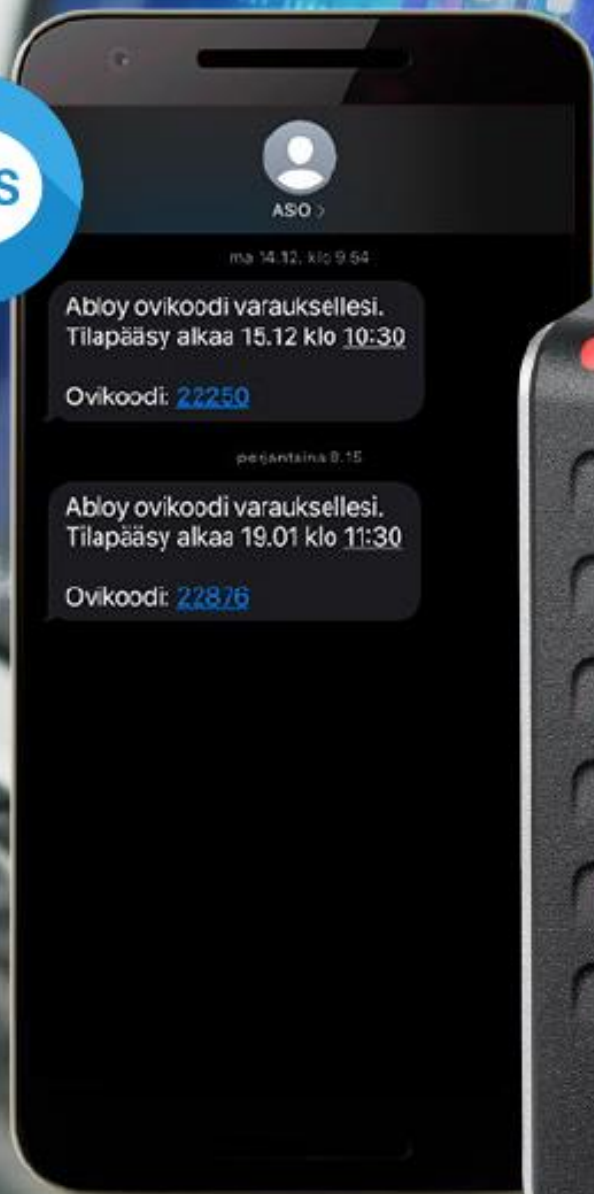 S
ASO >
ma 14.12. klo 9.54
Abloy ovikoodi varauksellesi.
Tilapääsy alkaa 15.12 klo 10:30
Ovikoodi: 22250
perjantaina 8.15
Abloy ovikoodi varauksellesi.
Tilapääsy alkaa 19.01 klo 11:30
Ovikoodi: 22876